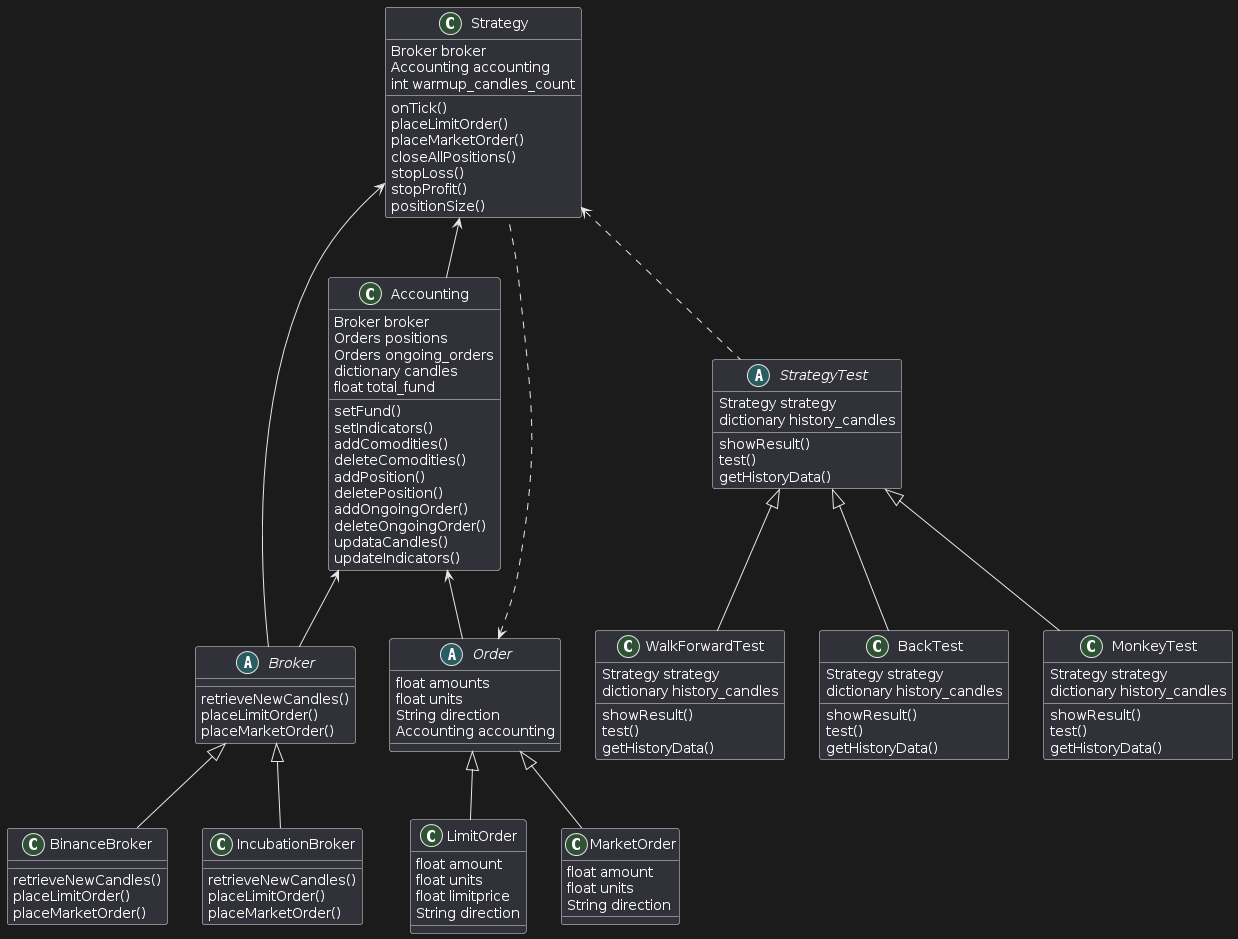 C Strategy
Broker broker
Accounting accounting
int warmup_candles_count
onTick()
placeLimitOrder()
placeMarketOrder()
closeAllPositions()
stopLoss()
stopProfit()
positionSize()
C Accounting
Broker broker
Orders positions
Orders ongoing_orders
dictionary candles
float total_fund
setFund()
setIndicators()
addComodities()
deleteComodities()
addPosition()
deletePosition()
addOngoingOrder()
deleteOngoingOrder()
updataCandles()
updateIndicators()
A StrategyTest
Strategy strategy
dictionary history_candles
showResult()
test()
getHistoryData()
A Broker
retrieveNewCandles()
placeLimitOrder()
placeMarketOrder()
A Order
float amounts
float units
String direction
Accounting accounting
C WalkForwardTest
Strategy strategy
dictionary history_candles
showResult()
test()
getHistoryData()
C BackTest
Strategy strategy
dictionary history_candles
showResult()
test()
getHistoryData()
C MonkeyTest
Strategy strategy
dictionary history_candles
showResult()
test()
getHistoryData()
C BinanceBroker
retrieveNewCandles()
placeLimitOrder()
placeMarketOrder()
C IncubationBroker
retrieveNewCandles()
placeLimitOrder()
placeMarketOrder()
C LimitOrder
float amount
float units
float limitprice
String direction
C MarketOrder
float amount
float units
String direction